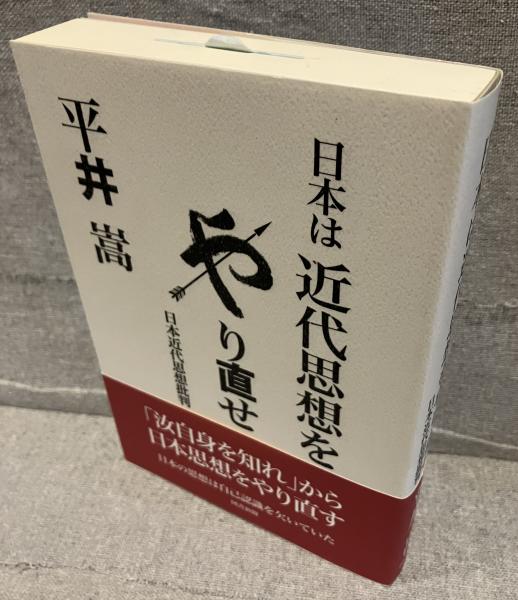 日本は近代思想を
やり直せ
日本近代思想批判
平井 嵩
「汝自身を知れ」から
日本思想をやり直す
日本の思想は自己認識を欠いていた